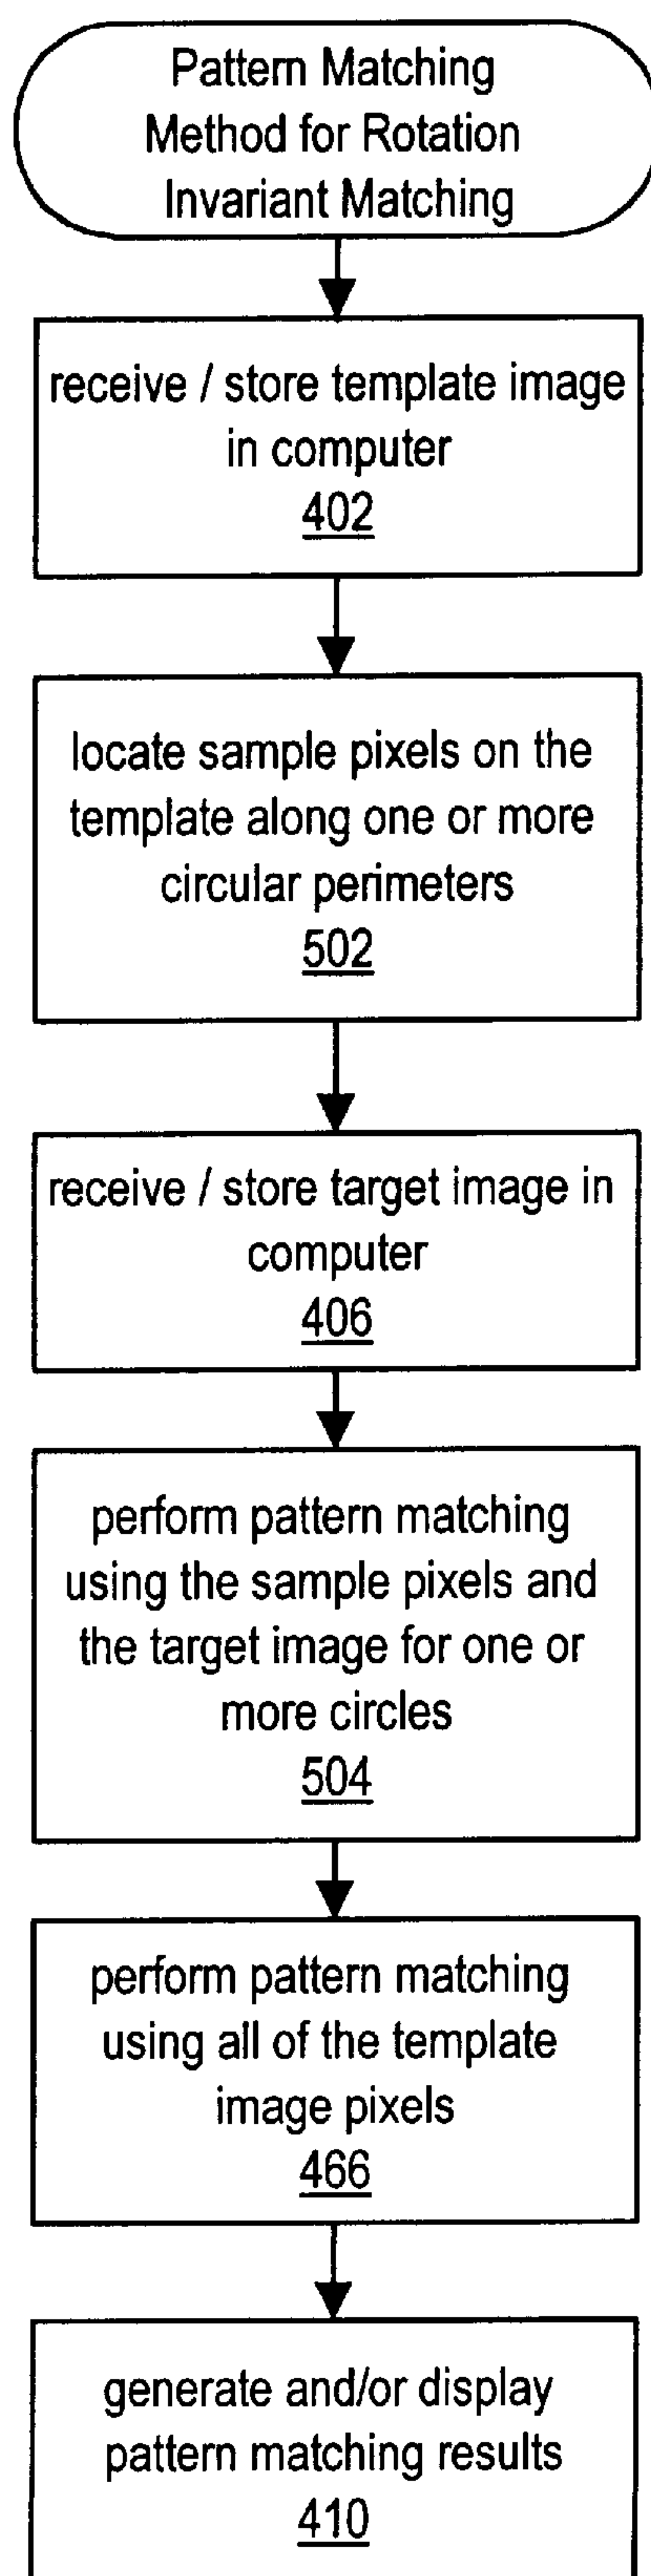 Pattern Matching
Method for Rotation
Invariant Matching
receive / store template image
in computer
402
locate sample pixels on the
template along one or more
circular perimeters
502
receive / store target image in
computer
406
perform pattern matching
using the sample pixels and
the target image for one or
more circles
504
perform pattern matching
using all of the template
image pixels
466
generate and/or display
pattern matching results
410